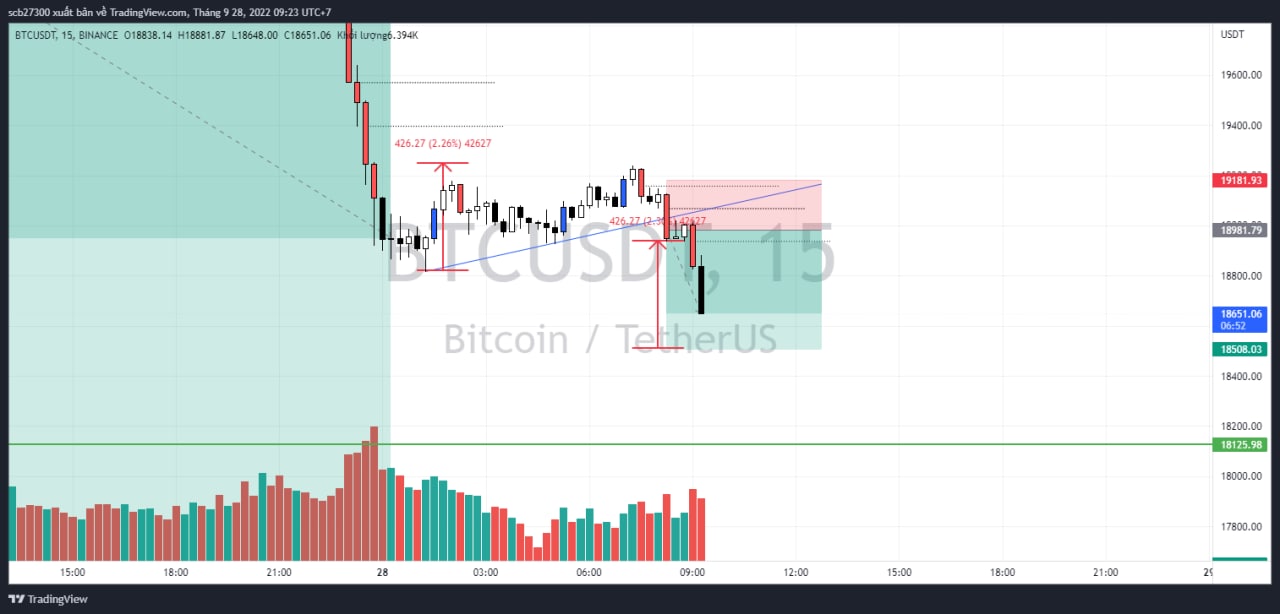 scb27300 xuất bản về TradingView.com, Tháng 9 28, 2022 09:23 UTC+7
BTCUSDT, 15, BINANCE O18838.14 H18881.87 L18648.00 C18651.06 Khối lượng6.394K
USDT
19600.00
19400.00
426.27 (2.26%) 42627
19181.93
426.27 (2.30%) 42627
BTCUSDT, 15
18981.79
18800.00
18651.06
06:52
Bitcoin / TetherUS
18508.03
18400.00
18200.00
18125.98
18000.00
17800.00
15:00 18:00 21:00 28 03:00 06:00 09:00 12:00 15:00 18:00 21:00
TradingView